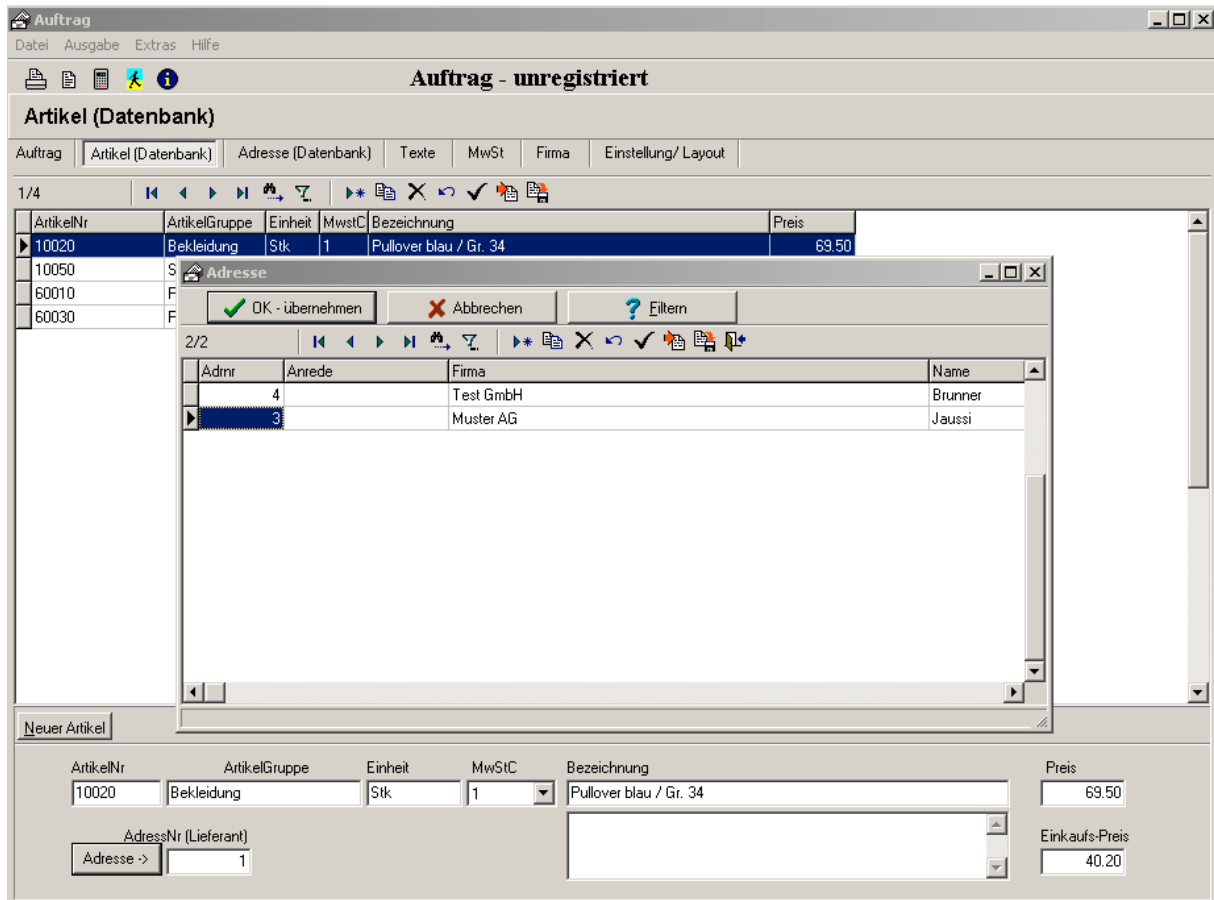 Auftrag
Datei Ausgabe Extras Hilfe
Auftrag - unregistriert
Artikel (Datenbank)
Auftrag Artikel (Datenbank) Adresse (Datenbank) Texte MwSt Firma Einstellung/ Layout
1/4
ArtikelNr ArtikelGruppe Einheit MwstC Bezeichnung Preis
10020 Bekleidung Stk 1 Pullover blau / Gr. 34 69.50
10050 S
60010 F
60030 F
Adresse
OK - übernehmen Abbrechen Filtern
2/2
Adrnr Anrede Firma Name
4 Test GmbH Brunner
3 Muster AG Jaussi
Neuer Artikel
ArtikelNr ArtikelGruppe Einheit MwStC Bezeichnung Preis
10020 Bekleidung Stk 1 Pullover blau / Gr. 34 69.50
AdressNr (Lieferant) Einkaufs-Preis
Adresse -> 1 40.20